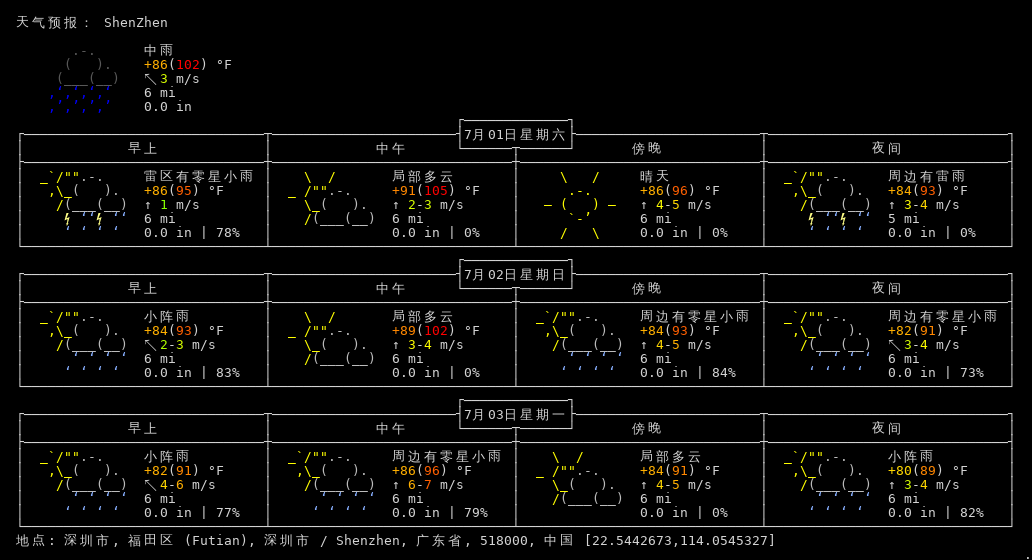 天气预报： ShenZhen
中雨
+86(102) °F
↖3 m/s
6 mi
0.0 in
7月01日星期六
早上 中午 傍晚 夜间
雷区有零星小雨 局部多云 晴天 周边有雷雨
+86(95) °F +91(105) °F +86(96) °F +84(93) °F
↑ 1 m/s ↑ 2-3 m/s ↑ 4-5 m/s ↑ 3-4 m/s
6 mi 6 mi 6 mi 5 mi
0.0 in | 78% 0.0 in | 0% 0.0 in | 0% 0.0 in | 0%
7月02日星期日
早上 中午 傍晚 夜间
小阵雨 局部多云 周边有零星小雨 周边有零星小雨
+84(93) °F +89(102) °F +84(93) °F +82(91) °F
↖2-3 m/s ↑ 3-4 m/s ↑ 4-5 m/s ↖3-4 m/s
6 mi 6 mi 6 mi 6 mi
0.0 in | 83% 0.0 in | 0% 0.0 in | 84% 0.0 in | 73%
7月03日星期一
早上 中午 傍晚 夜间
小阵雨 周边有零星小雨 局部多云 小阵雨
+82(91) °F +86(96) °F +84(91) °F +80(89) °F
↖4-6 m/s ↑ 6-7 m/s ↑ 4-5 m/s ↑ 3-4 m/s
6 mi 6 mi 6 mi 6 mi
0.0 in | 77% 0.0 in | 79% 0.0 in | 0% 0.0 in | 82%
地点: 深圳市, 福田区 (Futian), 深圳市 / Shenzhen, 广东省, 518000, 中国 [22.5442673,114.0545327]